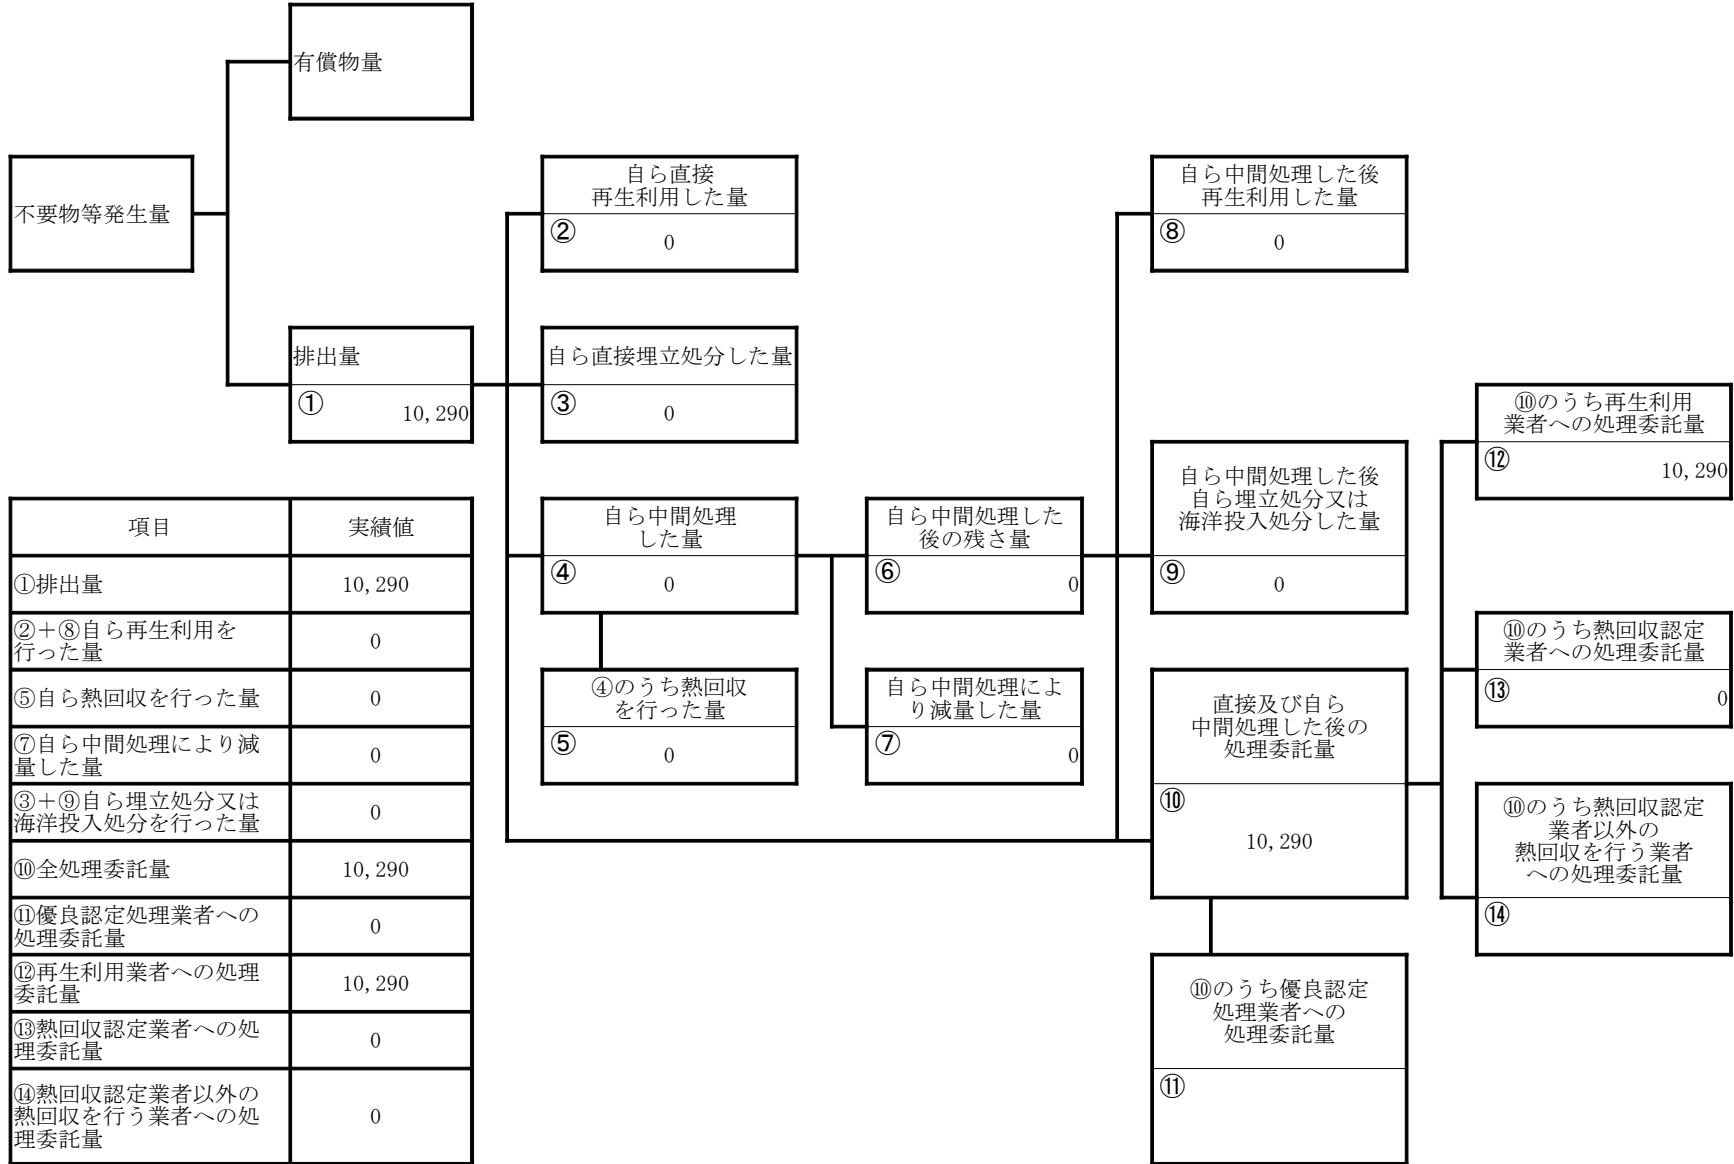 有償物量
不要物等発生量
排出量
①
10,290
自ら直接
再生利用した量
②
0
自ら直接埋立処分した量
③
0
自ら中間処理
した量
④
0
④のうち熱回収
を行った量
⑤
0
自ら中間処理した
後の残さ量
⑥
0
自ら中間処理によ
り減量した量
⑦
0
自ら中間処理した後
再生利用した量
⑧
0
自ら中間処理した後
自ら埋立処分又は
海洋投入処分した量
⑨
0
直接及び自ら
中間処理した後の
処理委託量
⑩
10,290
⑩のうち優良認定
処理業者への
処理委託量
⑪
⑩のうち再生利用
業者への処理委託量
⑫
10,290
⑩のうち熱回収認定
業者への処理委託量
⑬
0
⑩のうち熱回収認定
業者以外の
熱回収を行う業者
への処理委託量
⑭
項目 実績値
①排出量 10,290
②＋⑧自ら再生利用を
行った量 0
⑤自ら熱回収を行った量 0
⑦自ら中間処理により減
量した量 0
③＋⑨自ら埋立処分又は
海洋投入処分を行った量 0
⑩全処理委託量 10,290
⑪優良認定処理業者への
処理委託量 0
⑫再生利用業者への処理
委託量 10,290
⑬熱回収認定業者への処
理委託量 0
⑭熱回収認定業者以外の
熱回収を行う業者への処
理委託量 0